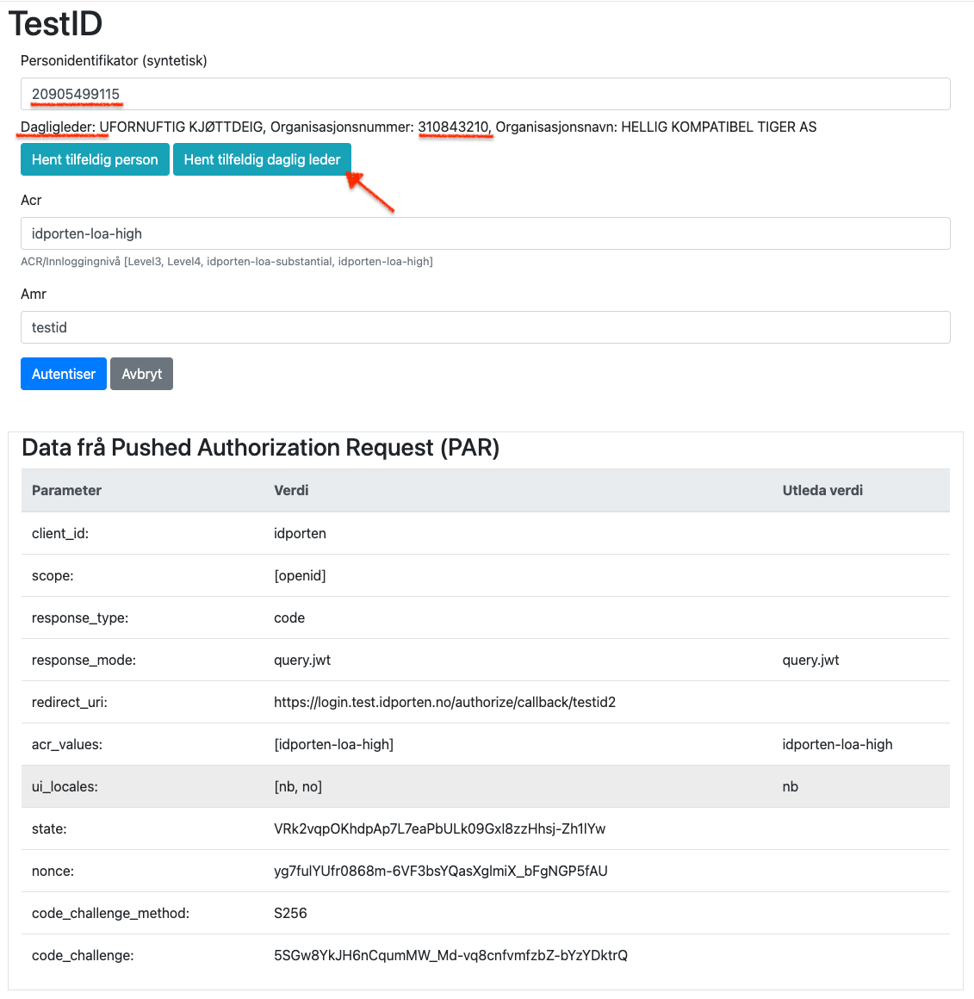 TestID
Personidentifikator (syntetisk)
20905499115
Dagligleder: UFORNUFTIG KJØTTDEIG, Organisasjonsnummer: 310843210, Organisasjonsnavn: HELLIG KOMPATIBEL TIGER AS
Hent tilfeldig person Hent tilfeldig daglig leder
Acr
idporten-loa-high
ACR/Innloggingnivå [Level3, Level4, idporten-loa-substantial, idporten-loa-high]
Amr
testid
Autentiser Avbryt
Data frå Pushed Authorization Request (PAR)
Parameter Verdi Utleda verdi
client_id: idporten
scope: [openid]
response_type: code
response_mode: query.jwt query.jwt
redirect_uri: https://login.test.idporten.no/authorize/callback/testid2
acr_values: [idporten-loa-high] idporten-loa-high
ui_locales: [nb, no] nb
state: VRk2vqpOKhdpAp7L7eaPbULk09Gxl8zzHhsj-Zh1lYw
nonce: yg7fulYUfr0868m-6VF3bsYQasXglmiX_bFgNGP5fAU
code_challenge_method: S256
code_challenge: 5SGw8YkJH6nCqumMW_Md-vq8cnfvmfzbZ-bYzYDktrQ